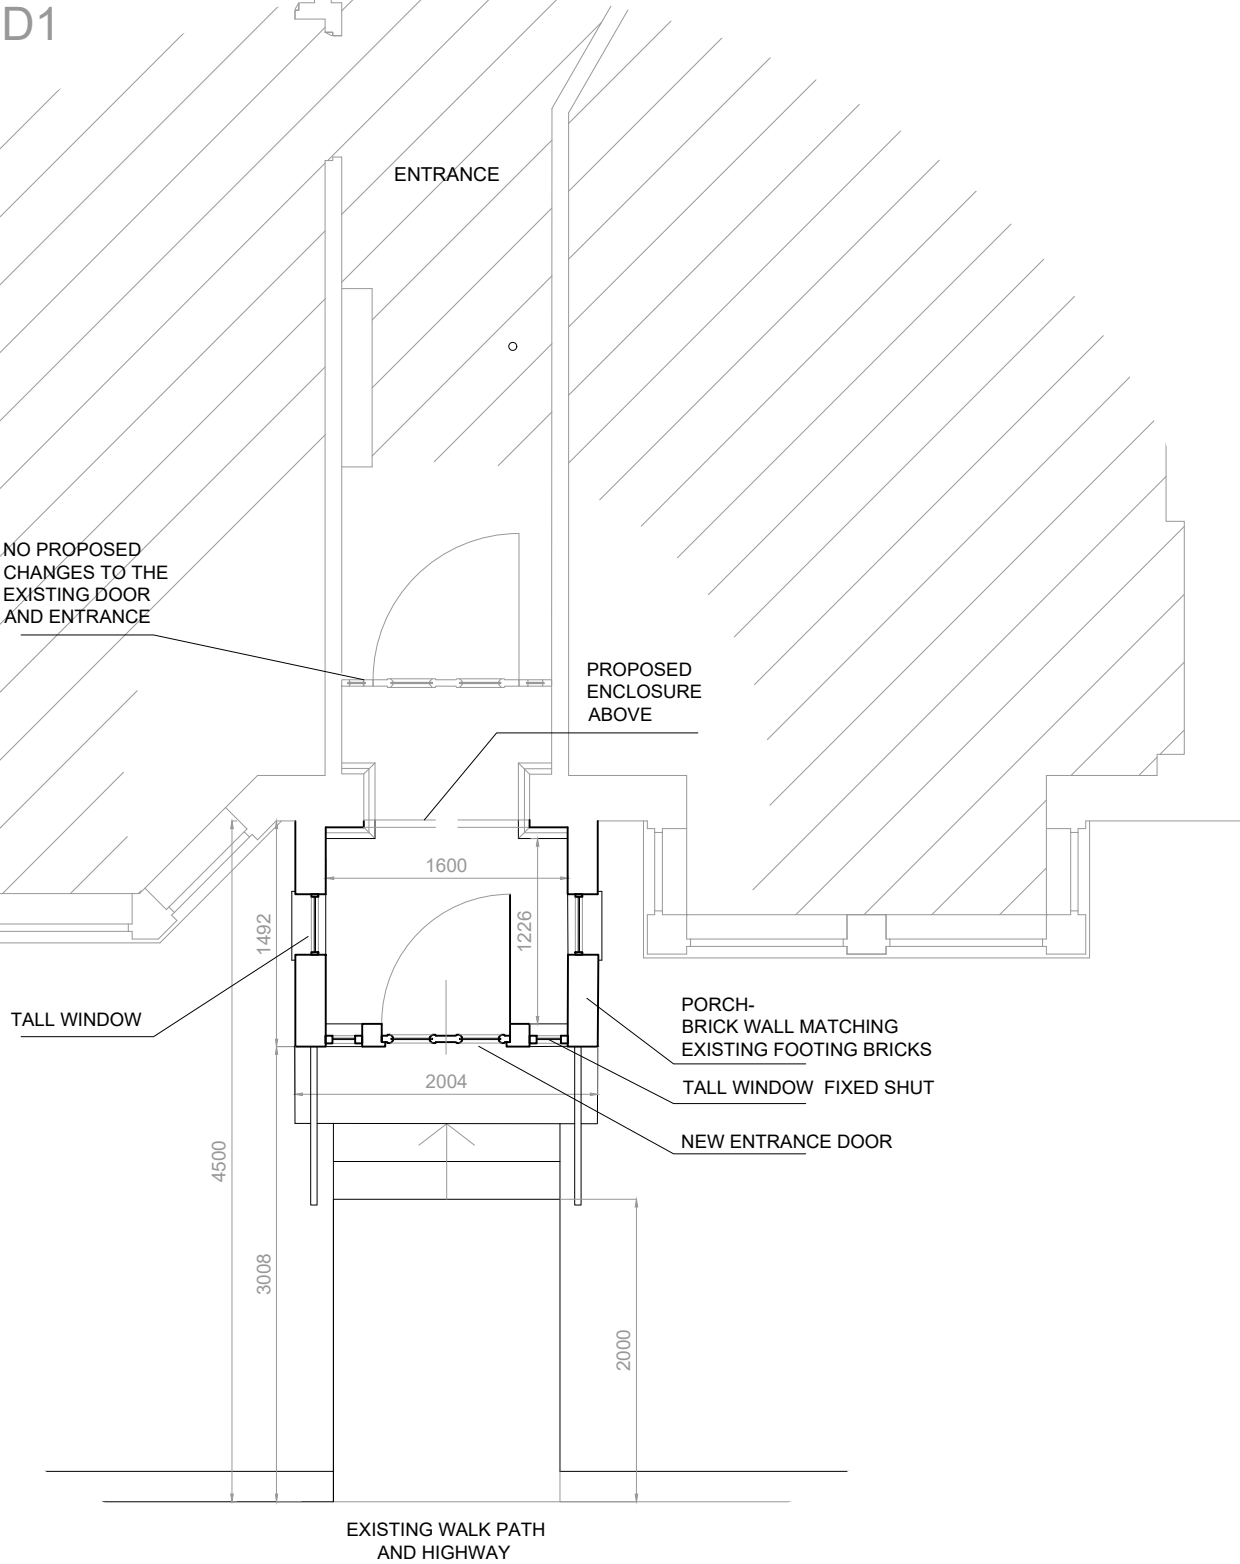 D1
ENTRANCE
NO PROPOSED
CHANGES TO THE
EXISTING DOOR
AND ENTRANCE
PROPOSED
ENCLOSURE
ABOVE
1600
1492
1226
TALL WINDOW
PORCH-
BRICK WALL MATCHING
EXISTING FOOTING BRICKS
2004
TALL WINDOW FIXED SHUT
NEW ENTRANCE DOOR
4500
3008
2000
EXISTING WALK PATH
AND HIGHWAY